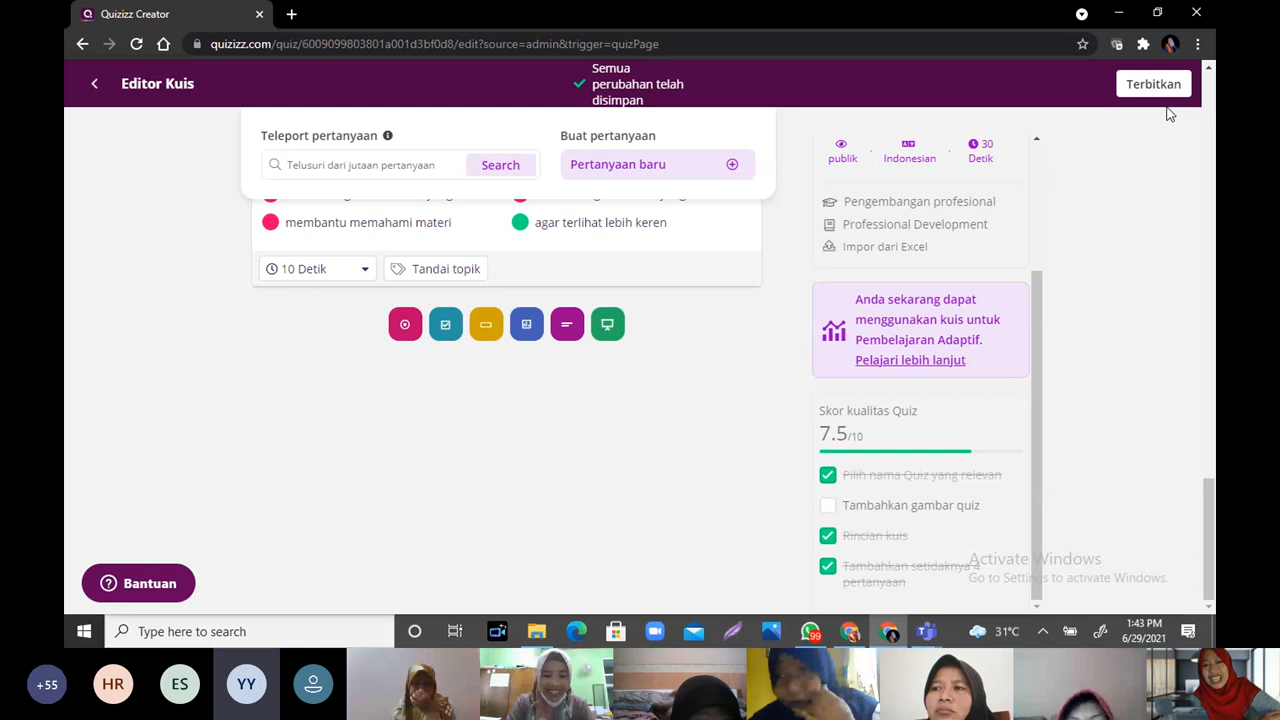 Quizizz Creator
quizizz.com/quiz/6009099803801a001d3bf0d8/edit?source=admin&trigger=quizPage
Editor Kuis
Semua
perubahan telah
disimpan
Terbitkan
Teleport pertanyaan
Buat pertanyaan
Telusuri dari jutaan pertanyaan
Search
Pertanyaan baru
membantu memahami materi
agar terlihat lebih keren
10 Detik
Tandai topik
publik
Indonesian
30
Detik
Pengembangan profesional
Professional Development
Impor dari Excel
Anda sekarang dapat
menggunakan kuis untuk
Pembelajaran Adaptif.
Pelajari lebih lanjut
Skor kualitas Quiz
7.5/10
Pilih nama Quiz yang relevan
Tambahkan gambar quiz
Rincian kuis
Tambahkan setidaknya 4
pertanyaan
Activate Windows
Go to Settings to activate Windows.
Bantuan
Type here to search
99
31°C
1:43 PM
6/29/2021
+55
HR
ES
YY